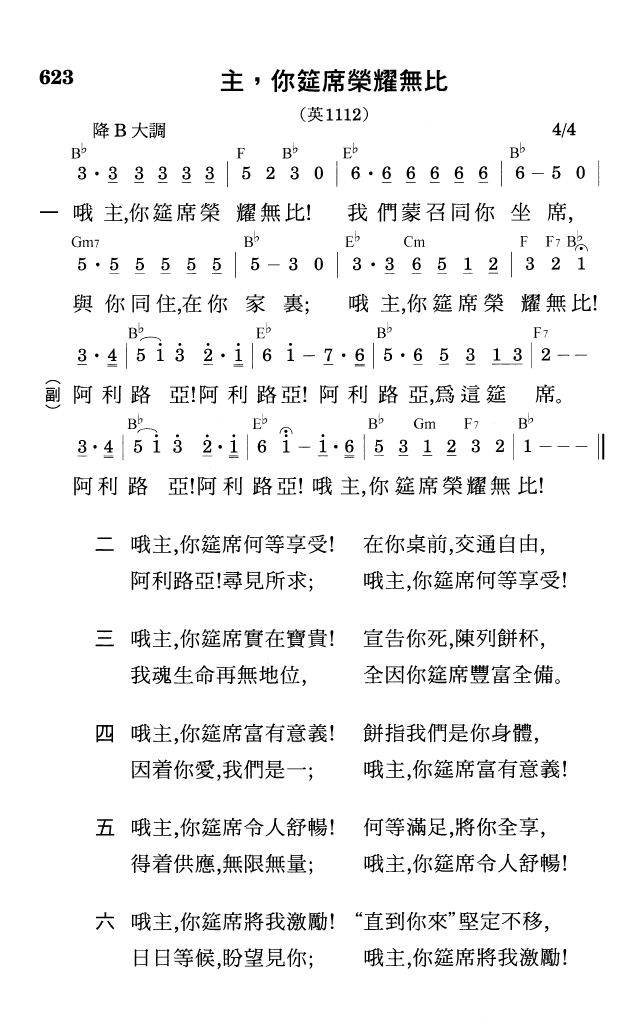 623
主，你筵席榮耀無比
（英1112）
降 B 大調 4/4
B♭ F B♭ E♭ B♭
3·3 3 3 3 3 | 5 2 3 0 | 6·6 6 6 6 6 | 6 – 5 0 |
一 哦 主,你筵席榮 耀無比! 我 們蒙召同你 坐 席,
Gm7 B♭ E♭ Cm F F7 B♭
5·5 5 5 5 5 | 5 – 3 0 | 3·3 6 5 1 2 | 3 2 1
與 你同住,在你 家 裏; 哦 主,你筵席榮 耀無比!
B♭ E♭ B♭ F7
3·4 | 5 1 3 2·1 | 6 1 – 7·6 | 5·6 5 3 1 3 | 2 – –
(副) 阿利路 亞!阿利路亞! 阿利路 亞,爲這筵 席。
B♭ E♭ B♭ Gm F7 B♭
3·4 | 5 1 3 2·1 | 6 1 – 1·6 | 5 3 1 2 3 2 | 1 – – – ‖
阿利路 亞!阿利路亞! 哦 主,你筵席榮耀無 比!
二 哦主,你筵席何等享受! 在你桌前,交通自由,
阿利路亞!尋見所求; 哦主,你筵席何等享受!
三 哦主,你筵席實在寶貴! 宣告你死,陳列餅杯,
我魂生命再無地位, 全因你筵席豐富全備。
四 哦主,你筵席富有意義! 餅指我們是你身體,
因着你愛,我們是一; 哦主,你筵席富有意義!
五 哦主,你筵席令人舒暢! 何等滿足,將你全享,
得着供應,無限無量; 哦主,你筵席令人舒暢!
六 哦主,你筵席將我激勵! “直到你來”堅定不移,
日日等候,盼望見你; 哦主,你筵席將我激勵!